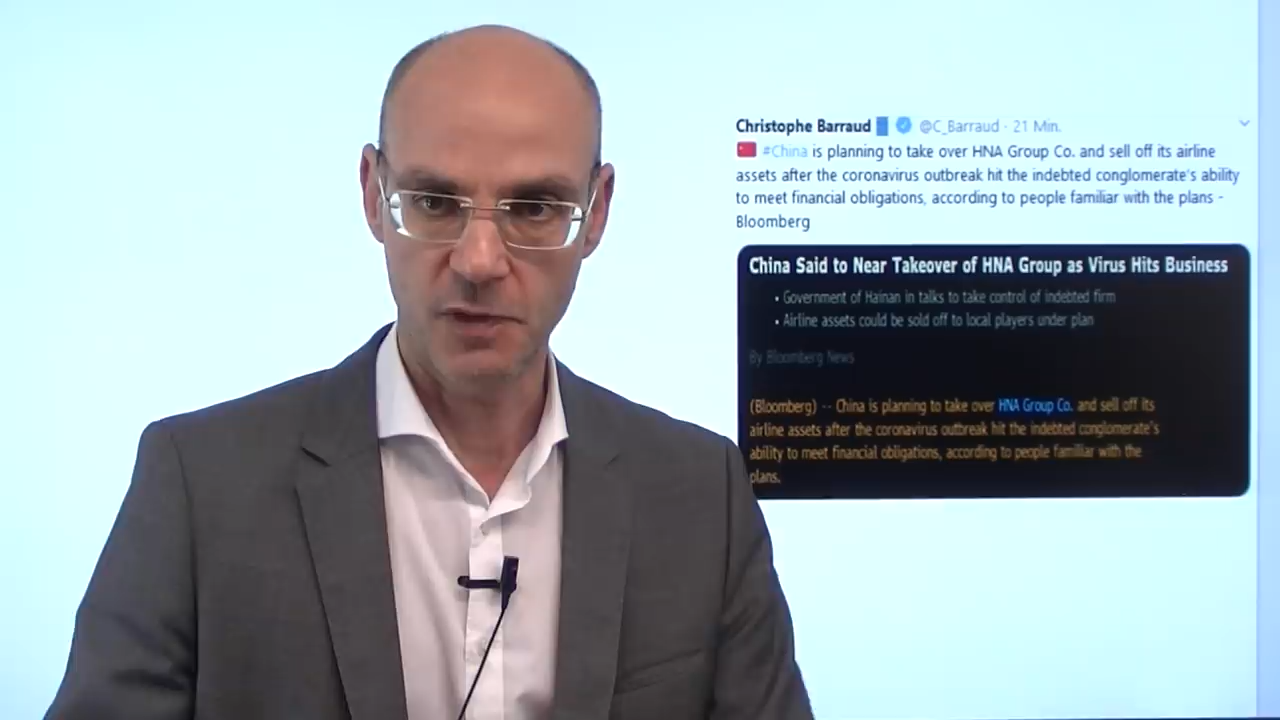 Christophe Barraud @C_Barraud · 21 Min.
#China is planning to take over HNA Group Co. and sell off its airline
assets after the coronavirus outbreak hit the indebted conglomerate's ability
to meet financial obligations, according to people familiar with the plans -
Bloomberg
China Said to Near Takeover of HNA Group as Virus Hits Business
• Government of Hainan in talks to take control of indebted firm
• Airline assets could be sold off to local players under plan
By Bloomberg News
(Bloomberg) -- China is planning to take over HNA Group Co. and sell off its
airline assets after the coronavirus outbreak hit the indebted conglomerate's
ability to meet financial obligations, according to people familiar with the
plans.